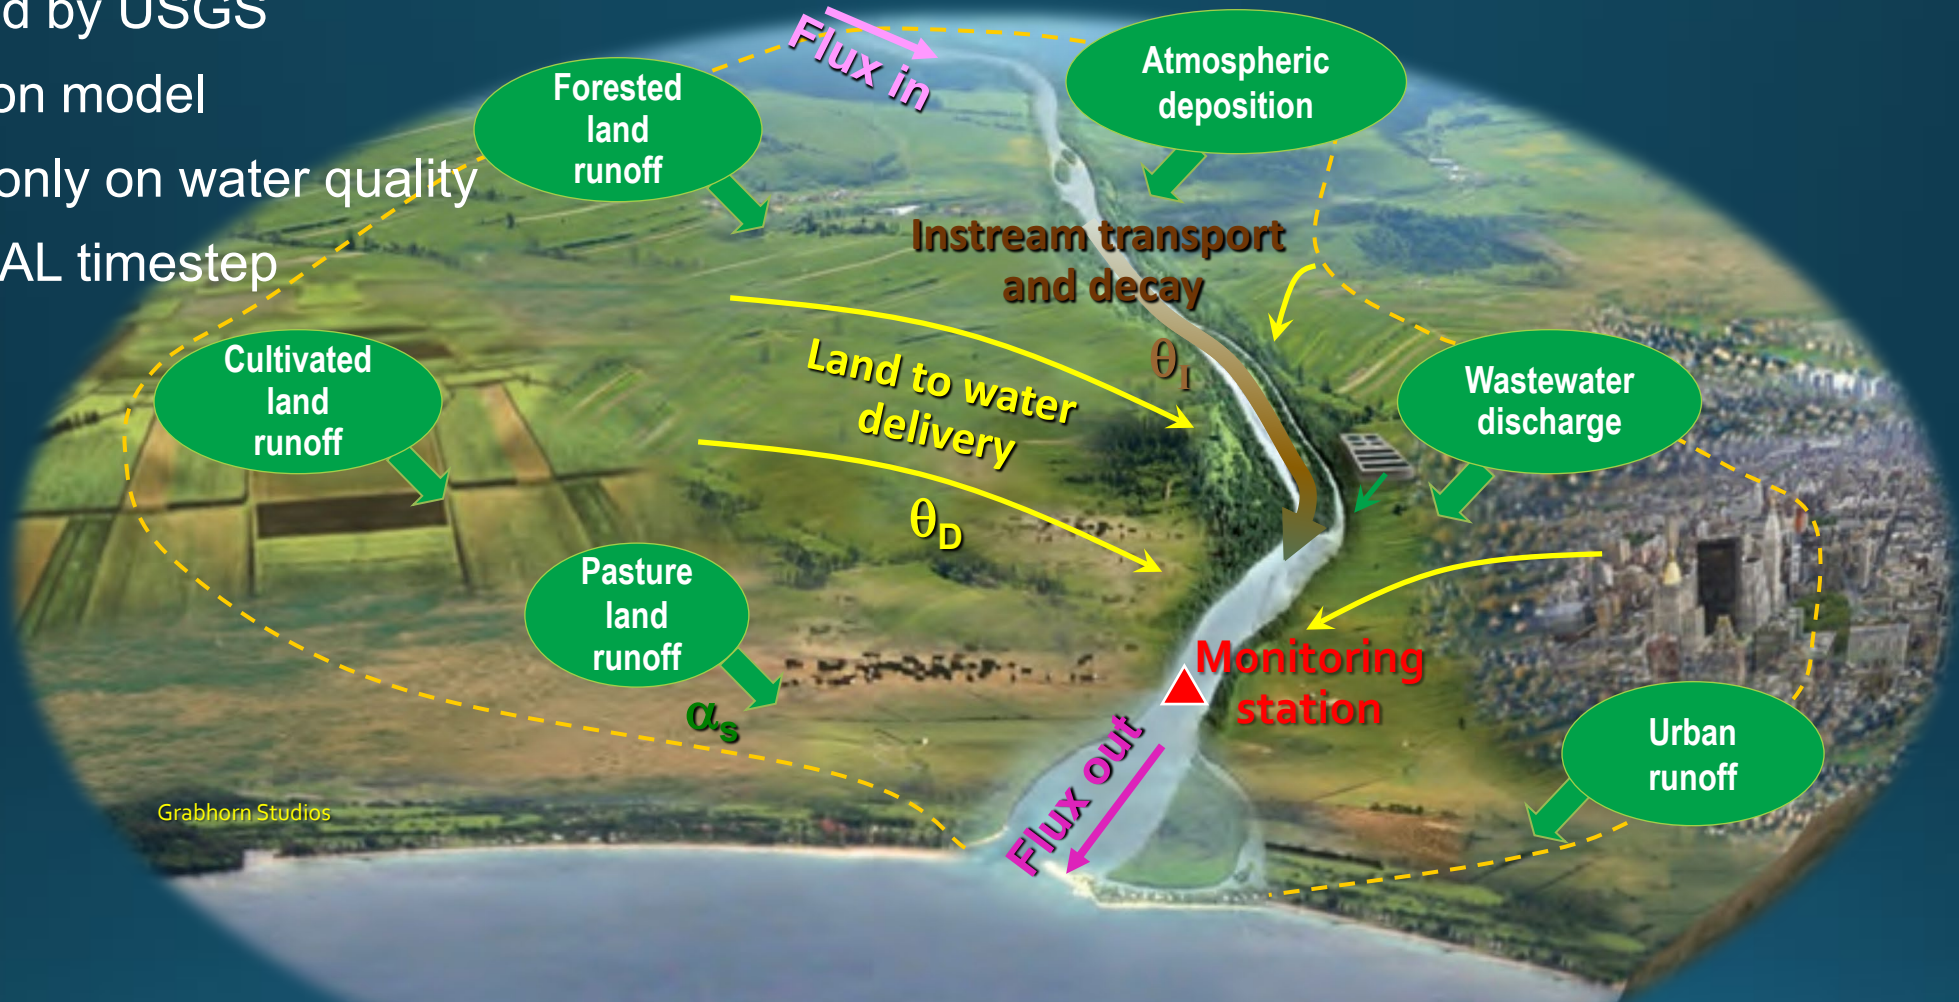 d by USGS
on model
only on water quality
AL timestep
Flux in
Forested
land
runoff
Atmospheric
deposition
Instream transport
and decay
θI
Land to water
delivery
θD
Cultivated
land
runoff
Wastewater
discharge
Pasture
land
runoff
αs
Monitoring
station
Flux out
Urban
runoff
Grabhorn Studios